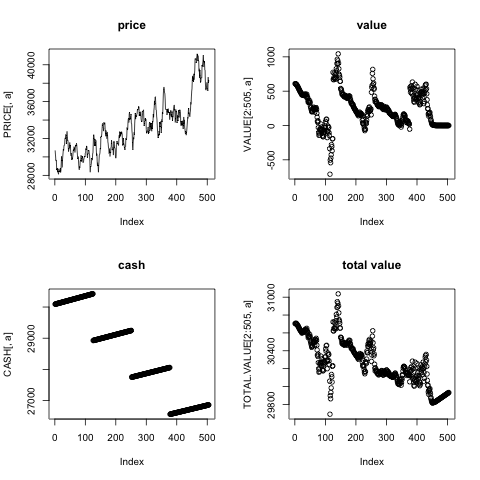 price
PRICE[, a]
28000 32000 36000 40000
0 100 200 300 400 500
Index
value
VALUE[2:505, a]
-500 0 500 1000
0 100 200 300 400 500
Index
cash
CASH[, a]
27000 29000
0 100 200 300 400 500
Index
total value
TOTAL.VALUE[2:505, a]
29800 30400 31000
0 100 200 300 400 500
Index